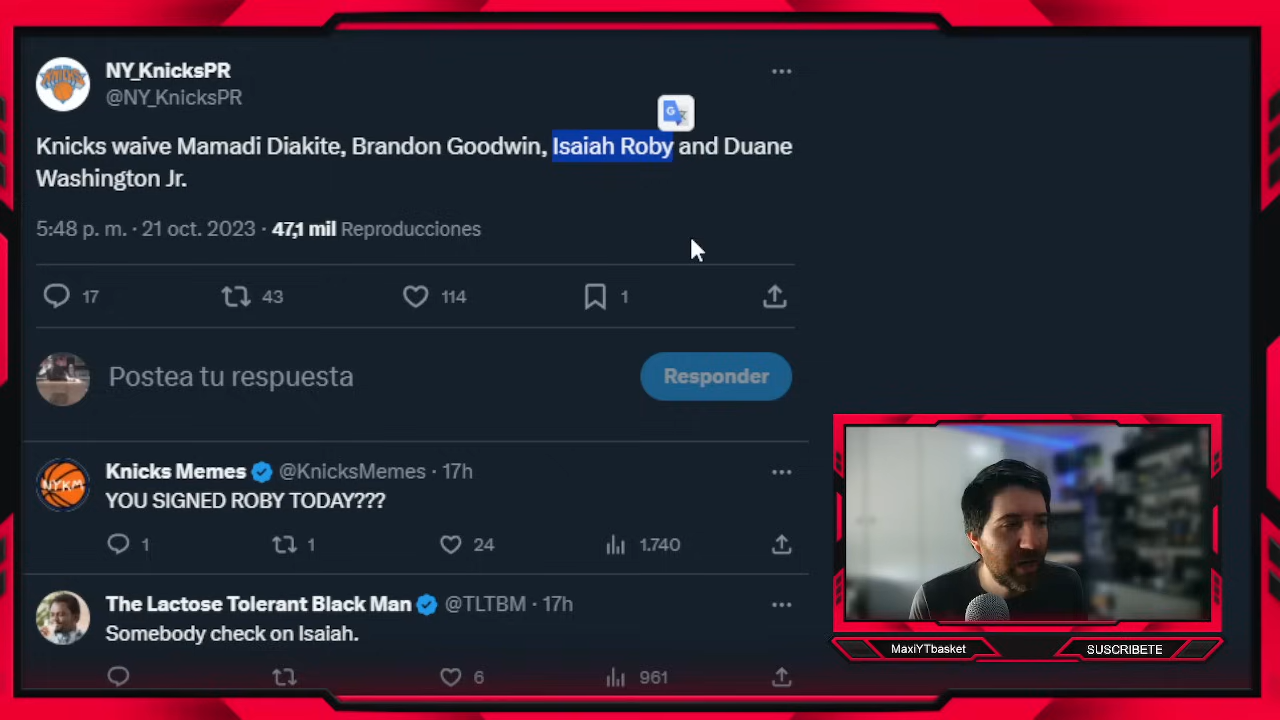 NY_KnicksPR
@NY_KnicksPR
Knicks waive Mamadi Diakite, Brandon Goodwin, Isaiah Roby and Duane
Washington Jr.
5:48 p. m. · 21 oct. 2023 · 47,1 mil Reproducciones
17 43 114 1
Postea tu respuesta
Responder
Knicks Memes @KnicksMemes · 17h
YOU SIGNED ROBY TODAY???
1 1 24 1.740
The Lactose Tolerant Black Man @TLTBM · 17h
Somebody check on Isaiah.
6 961
MaxiYTbasket
SUSCRIBETE
NYKM
KNICKS
G